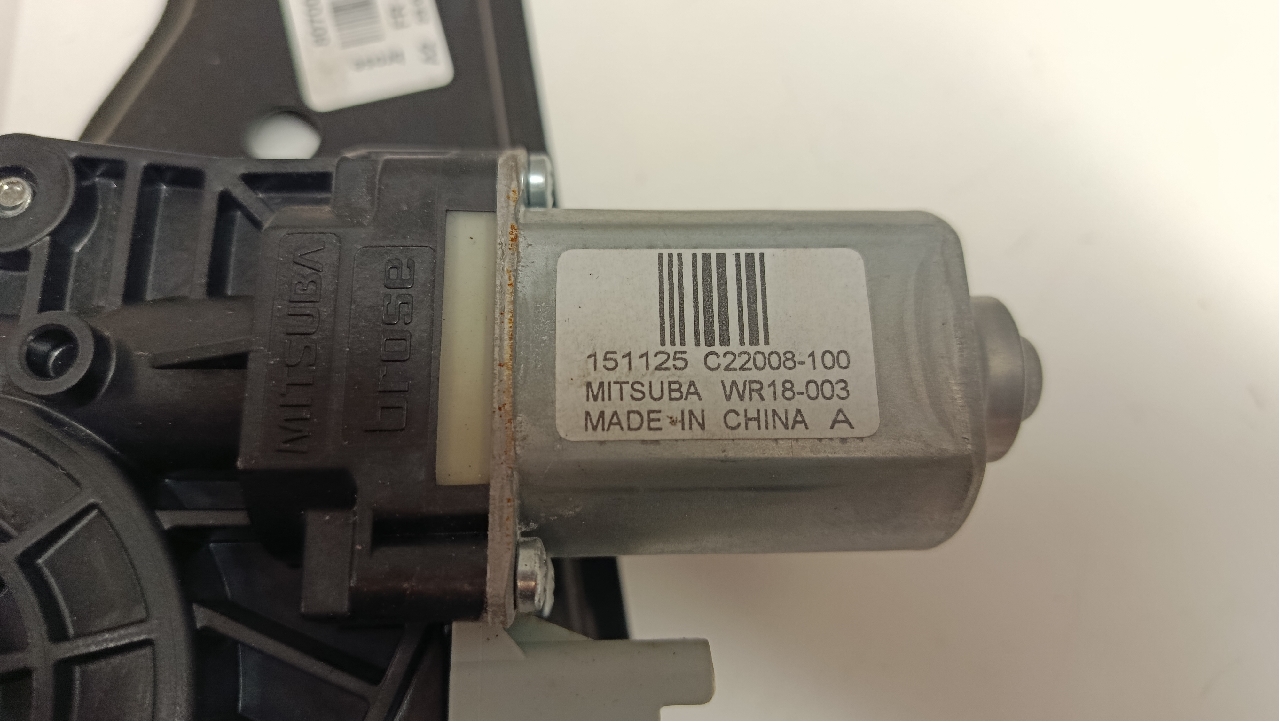 MITSUBA
brose
151125 C22008-100
MITSUBA WR18-003
MADE IN CHINA A